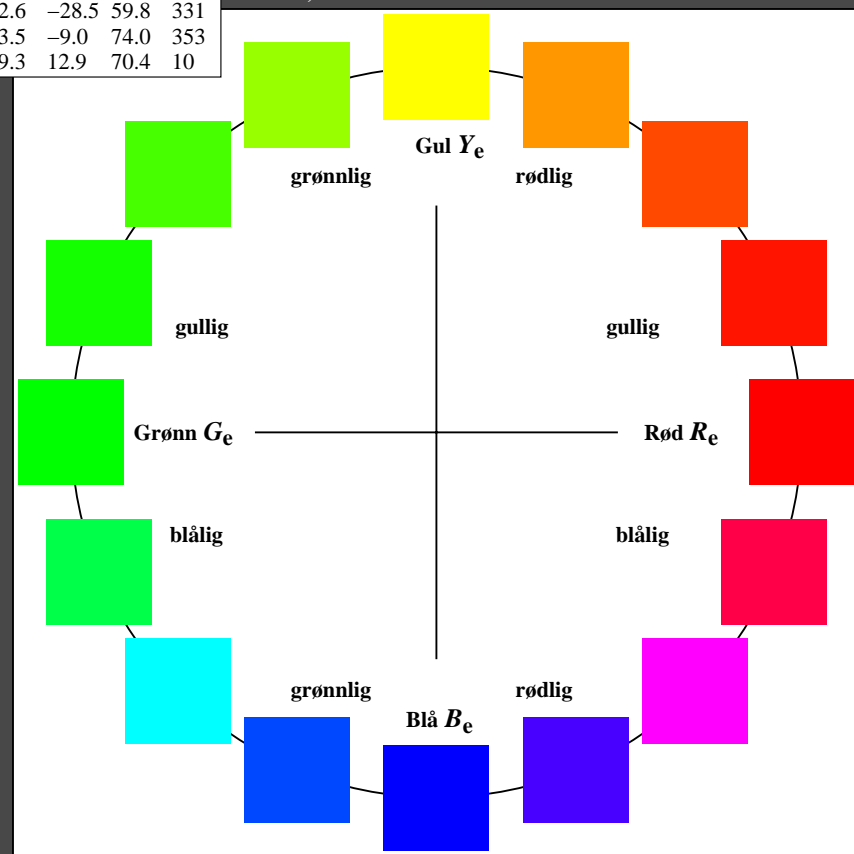 2.6 −28.5 59.8 331
3.5 −9.0 74.0 353
9.3 12.9 70.4 10
Gul Ye
grønnlig rødlig
gullig gullig
Grønn Ge Rød Re
blålig blålig
grønnlig rødlig
Blå Be